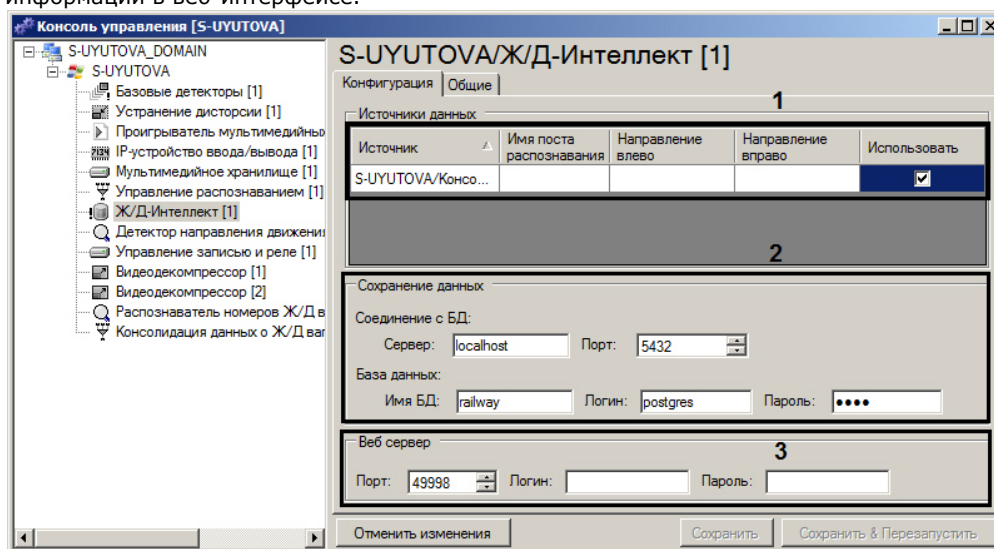 информации в веб-интерфейсе.
Консоль управления [S-UYUTOVA]
S-UYUTOVA_DOMAIN
S-UYUTOVA
Базовые детекторы [1]
Устранение дисторсии [1]
Проигрыватель мультимедийны
IP-устройство ввода/вывода [1]
Мультимедийное хранилище [1]
Управление распознаванием [1]
Ж/Д-Интеллект [1]
Детектор направления движени
Управление записью и реле [1]
Видеодекомпрессор [1]
Видеодекомпрессор [2]
Распознаватель номеров Ж/Д в
Консолидация данных о Ж/Д ваг
S-UYUTOVA/Ж/Д-Интеллект [1]
Конфигурация Общие
1
Источники данных
Источник Имя поста распознавания Направление влево Направление вправо Использовать
S-UYUTOVA/Консо...
2
Сохранение данных
Соединение с БД:
Сервер: localhost Порт: 5432
База данных:
Имя БД: railway Логин: postgres Пароль: ••••
Веб сервер
3
Порт: 49998 Логин: Пароль:
Отменить изменения Сохранить Сохранить & Перезапустить